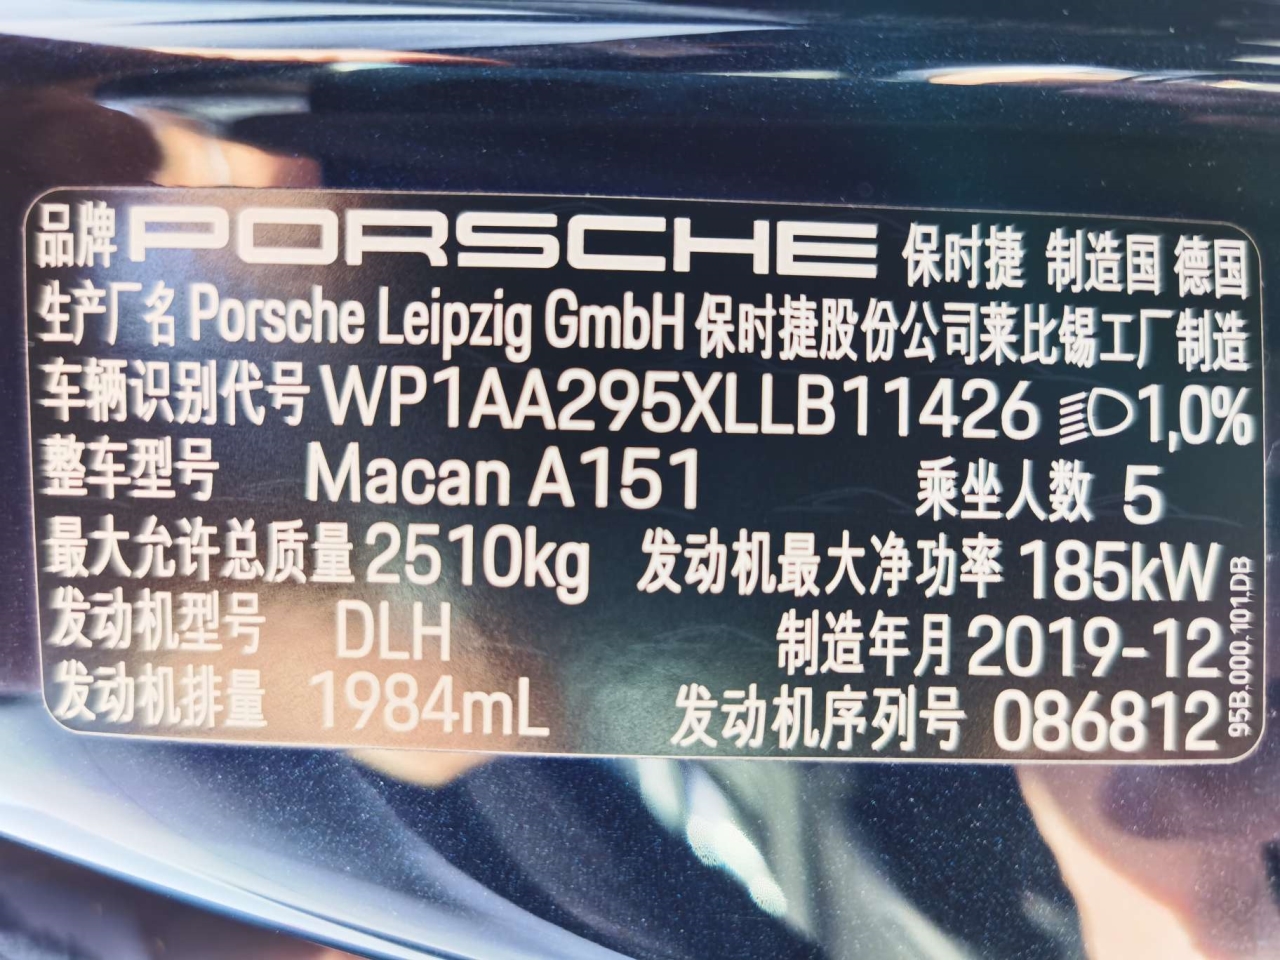 品牌 PORSCHE 保时捷 制造国 德国
生产厂名 Porsche Leipzig GmbH 保时捷股份公司莱比锡工厂制造
车辆识别代号 WP1AA295XLLB11426 1,0%
整车型号 Macan A151 乘坐人数 5
最大允许总质量 2510kg 发动机最大净功率 185kW
发动机型号 DLH 制造年月 2019-12
发动机排量 1984mL 发动机序列号 086812
95B.000.101.DB